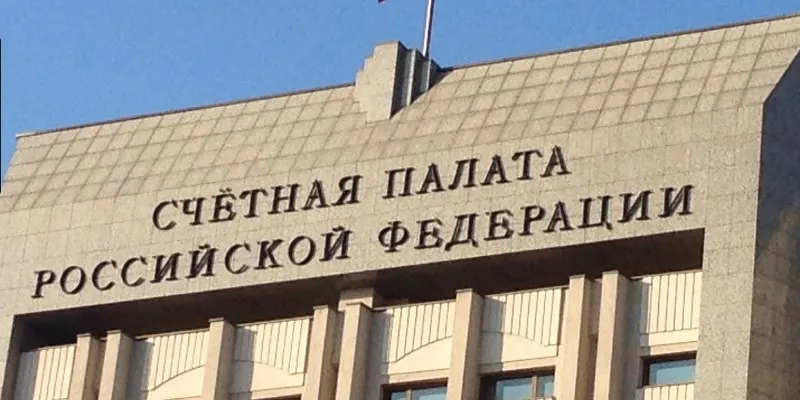 СЧЁТНАЯ ПАЛАТА
РОССИЙСКОЙ ФЕДЕРАЦИИ